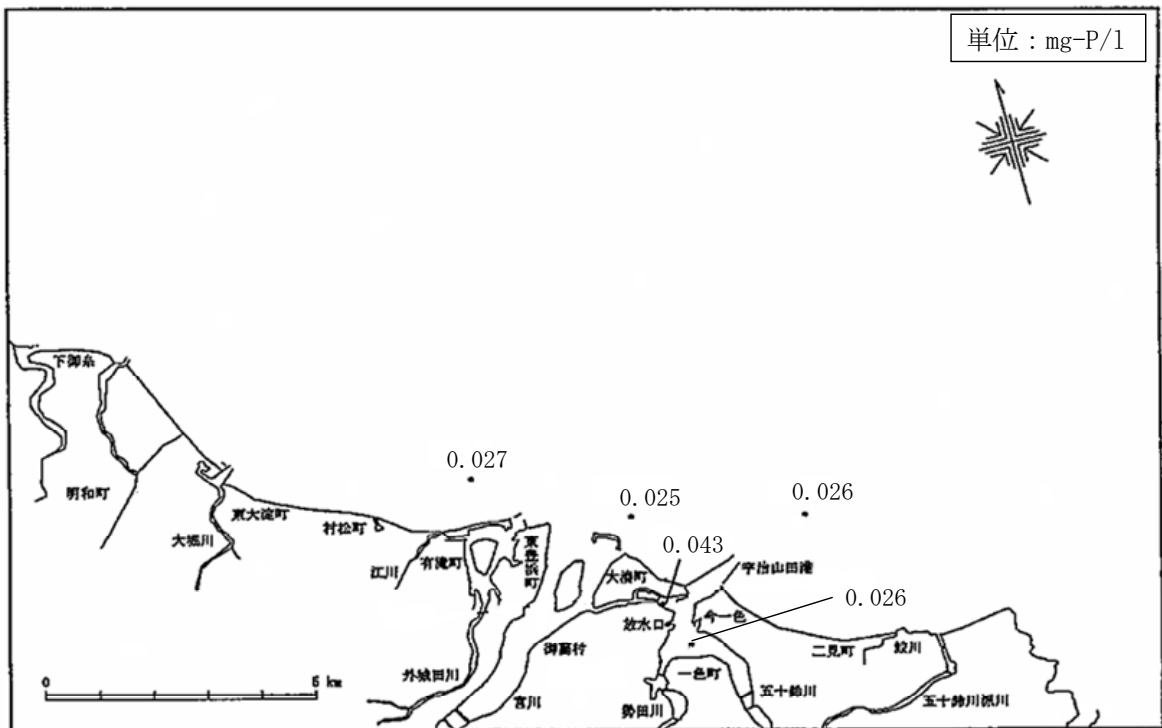 単位：mg-P/l
下御糸
明和町
大堀川
東大淀町
村松町
江川
有滝町
東豊浜町
外城田川
宮川
御薗村
大湊町
放水口
勢田川
一色町
今一色
宇治山田港
五十鈴川
二見町
鮫川
五十鈴川派川
0.027
0.025
0.026
0.043
0.026
0
5 km